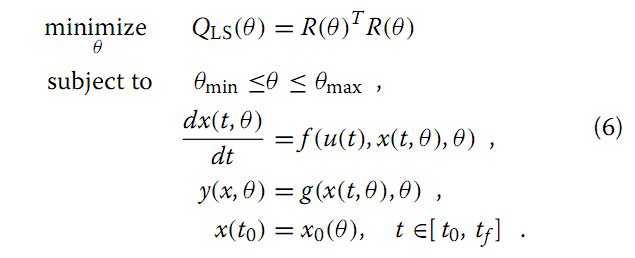 minimize Q_LS(θ) = R(θ)^T R(θ)
θ
subject to θ_min ≤θ ≤ θ_max ,
dx(t, θ)/dt = f(u(t), x(t, θ), θ) , (6)
y(x, θ) = g(x(t, θ), θ) ,
x(t_0) = x_0(θ), t ∈[ t_0, t_f] .